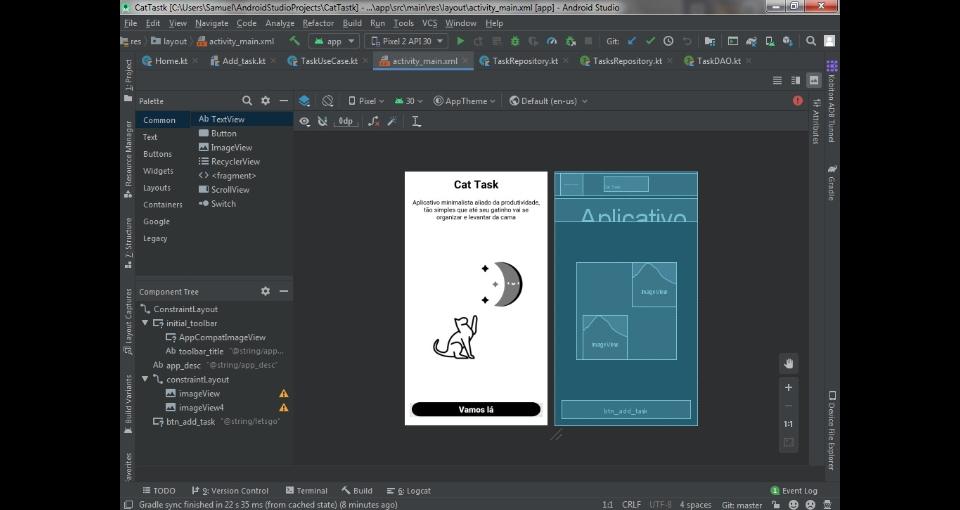 CatTastk [C:\Users\Samuel\AndroidStudioProjects\CatTastk] - ...\app\src\main\res\layout\activity_main.xml [app] - Android Studio
File Edit View Navigate Code Analyze Refactor Build Run Tools VCS Window Help
res layout activity_main.xml app Pixel 2 API 30 Git:
Home.kt Add_task.kt TaskUseCase.kt activity_main.xml TaskRepository.kt TasksRepository.kt TaskDAO.kt
1: Project
Resource Manager
7: Structure
Layout Captures
Build Variants
Favorites
Palette
Common
Text
Buttons
Widgets
Layouts
Containers
Google
Legacy
Ab TextView
Button
ImageView
RecyclerView
<fragment>
ScrollView
Switch
Pixel 30 AppTheme Default (en-us)
0dp
Component Tree
ConstraintLayout
initial_toolbar
AppCompatImageView
Ab toolbar_title "@string/app...
Ab app_desc "@string/app_desc"
constraintLayout
imageView
imageView4
btn_add_task "@string/letsgo"
Cat Task
Aplicativo minimalista aliado da produtividade,
tão simples que até seu gatinho vai se
organizar e levantar da cama
Vamos lá
Cat Task
Aplicativo
ImageView
ImageView
btn_add_task
1:1
Kobiton ADB Tunnel
Attributes
Gradle
Device File Explorer
TODO 9: Version Control Terminal Build 6: Logcat 1 Event Log
Gradle sync finished in 22 s 35 ms (from cached state) (8 minutes ago) 1:1 CRLF UTF-8 4 spaces Git: master